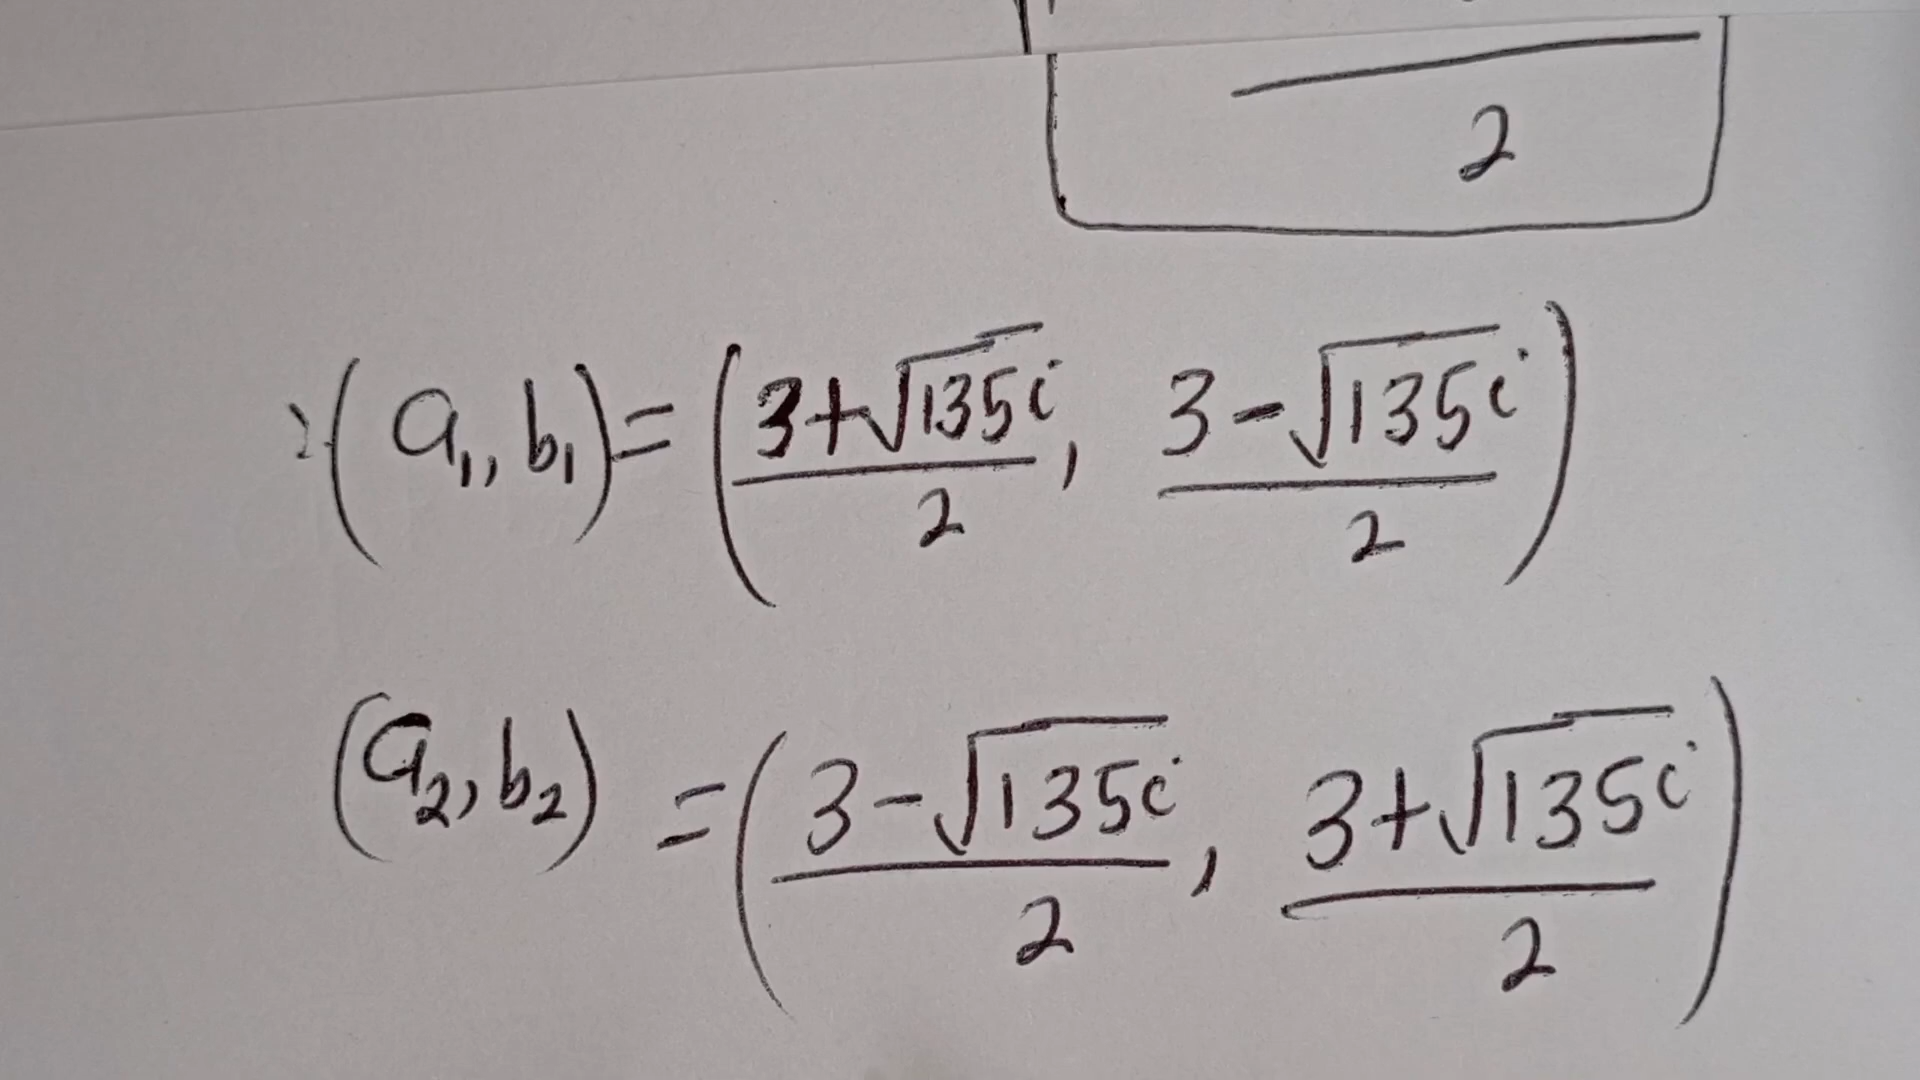 2
∴(a₁, b₁) = ((3+√135i)/2, (3-√135i)/2)
(a₂, b₂) = ((3-√135i)/2, (3+√135i)/2)